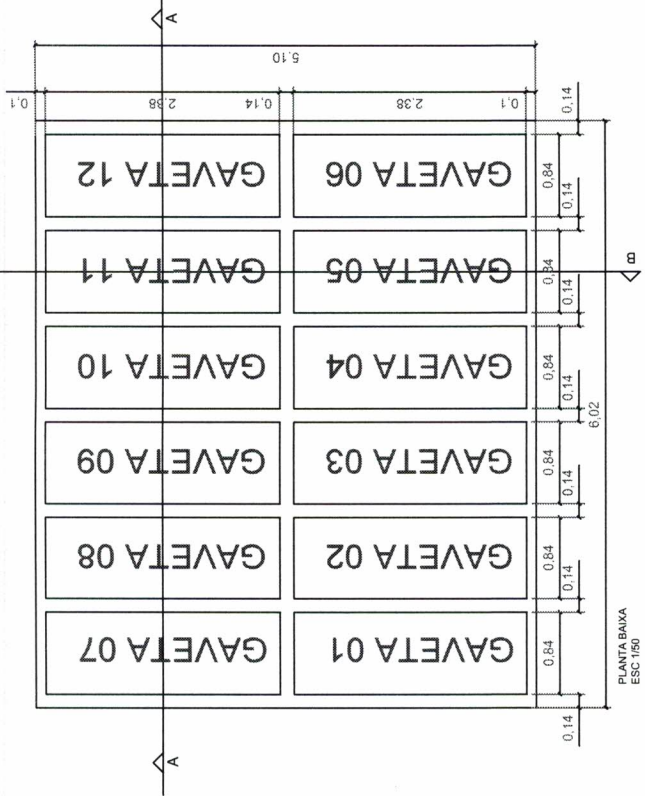 A
5.10
0.1
2.38
0,14
2.38
0.1
0,14
GAVETA 12
GAVETA 06
0,84
0,14
GAVETA 11
GAVETA 05
0,84
B
0,14
GAVETA 10
GAVETA 04
0,84
0,14
6,02
GAVETA 09
GAVETA 03
0,84
0,14
GAVETA 08
GAVETA 02
0,84
0,14
GAVETA 07
GAVETA 01
0,84
0,14
A
PLANTA BAIXA
ESC 1/50